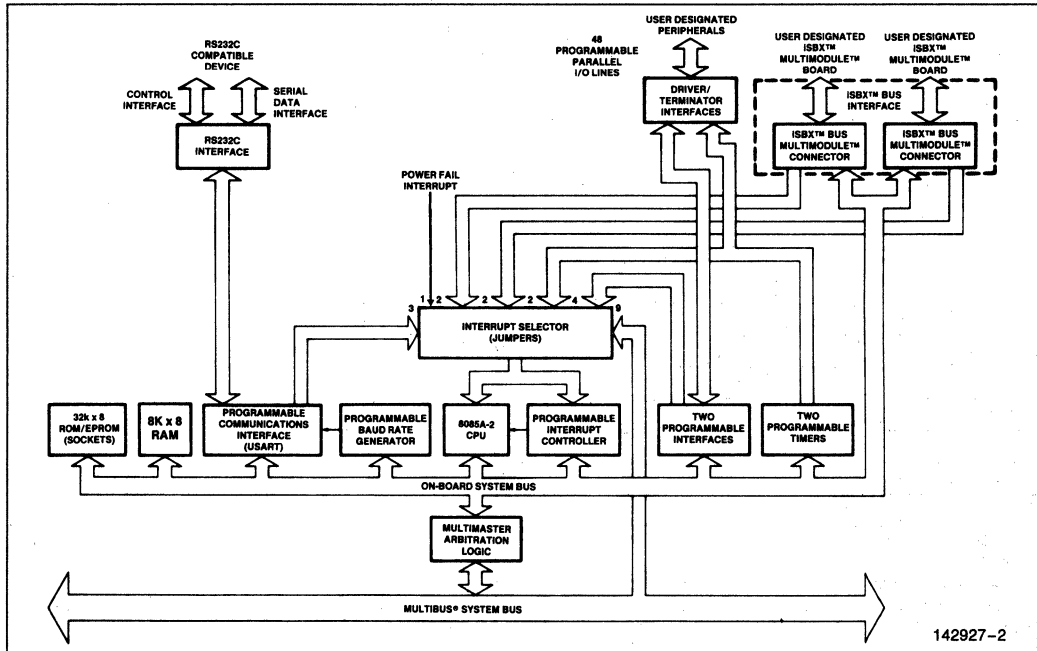 USER DESIGNATED
PERIPHERALS
48
PROGRAMMABLE
PARALLEL
I/O LINES
USER DESIGNATED
ISBX™
MULTIMODULE™
BOARD
USER DESIGNATED
ISBX™
MULTIMODULE™
BOARD
RS232C
COMPATIBLE
DEVICE
CONTROL
INTERFACE
SERIAL
DATA
INTERFACE
DRIVER/
TERMINATOR
INTERFACES
ISBX™ BUS
INTERFACE
RS232C
INTERFACE
ISBX™ BUS
MULTIMODULE™
CONNECTOR
ISBX™ BUS
MULTIMODULE™
CONNECTOR
POWER FAIL
INTERRUPT
3
1
2
2
2
4
9
INTERRUPT SELECTOR
(JUMPERS)
32k x 8
ROM/EPROM
(SOCKETS)
8K x 8
RAM
PROGRAMMABLE
COMMUNICATIONS
INTERFACE
(USART)
PROGRAMMABLE
BAUD RATE
GENERATOR
8085A-2
CPU
PROGRAMMABLE
INTERRUPT
CONTROLLER
TWO
PROGRAMMABLE
INTERFACES
TWO
PROGRAMMABLE
TIMERS
ON-BOARD SYSTEM BUS
MULTIMASTER
ARBITRATION
LOGIC
MULTIBUS® SYSTEM BUS
142927-2